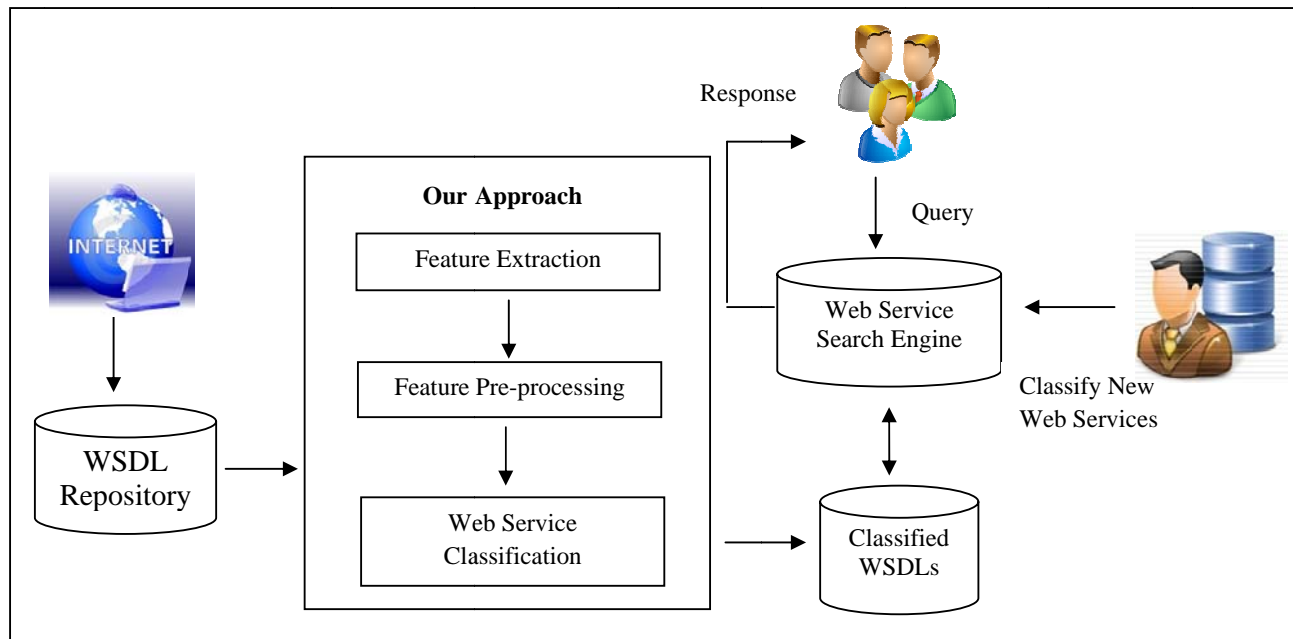 INTERNET
WSDL
Repository
Our Approach
Feature Extraction
Feature Pre-processing
Web Service
Classification
Response
Query
Web Service
Search Engine
Classify New
Web Services
Classified
WSDLs